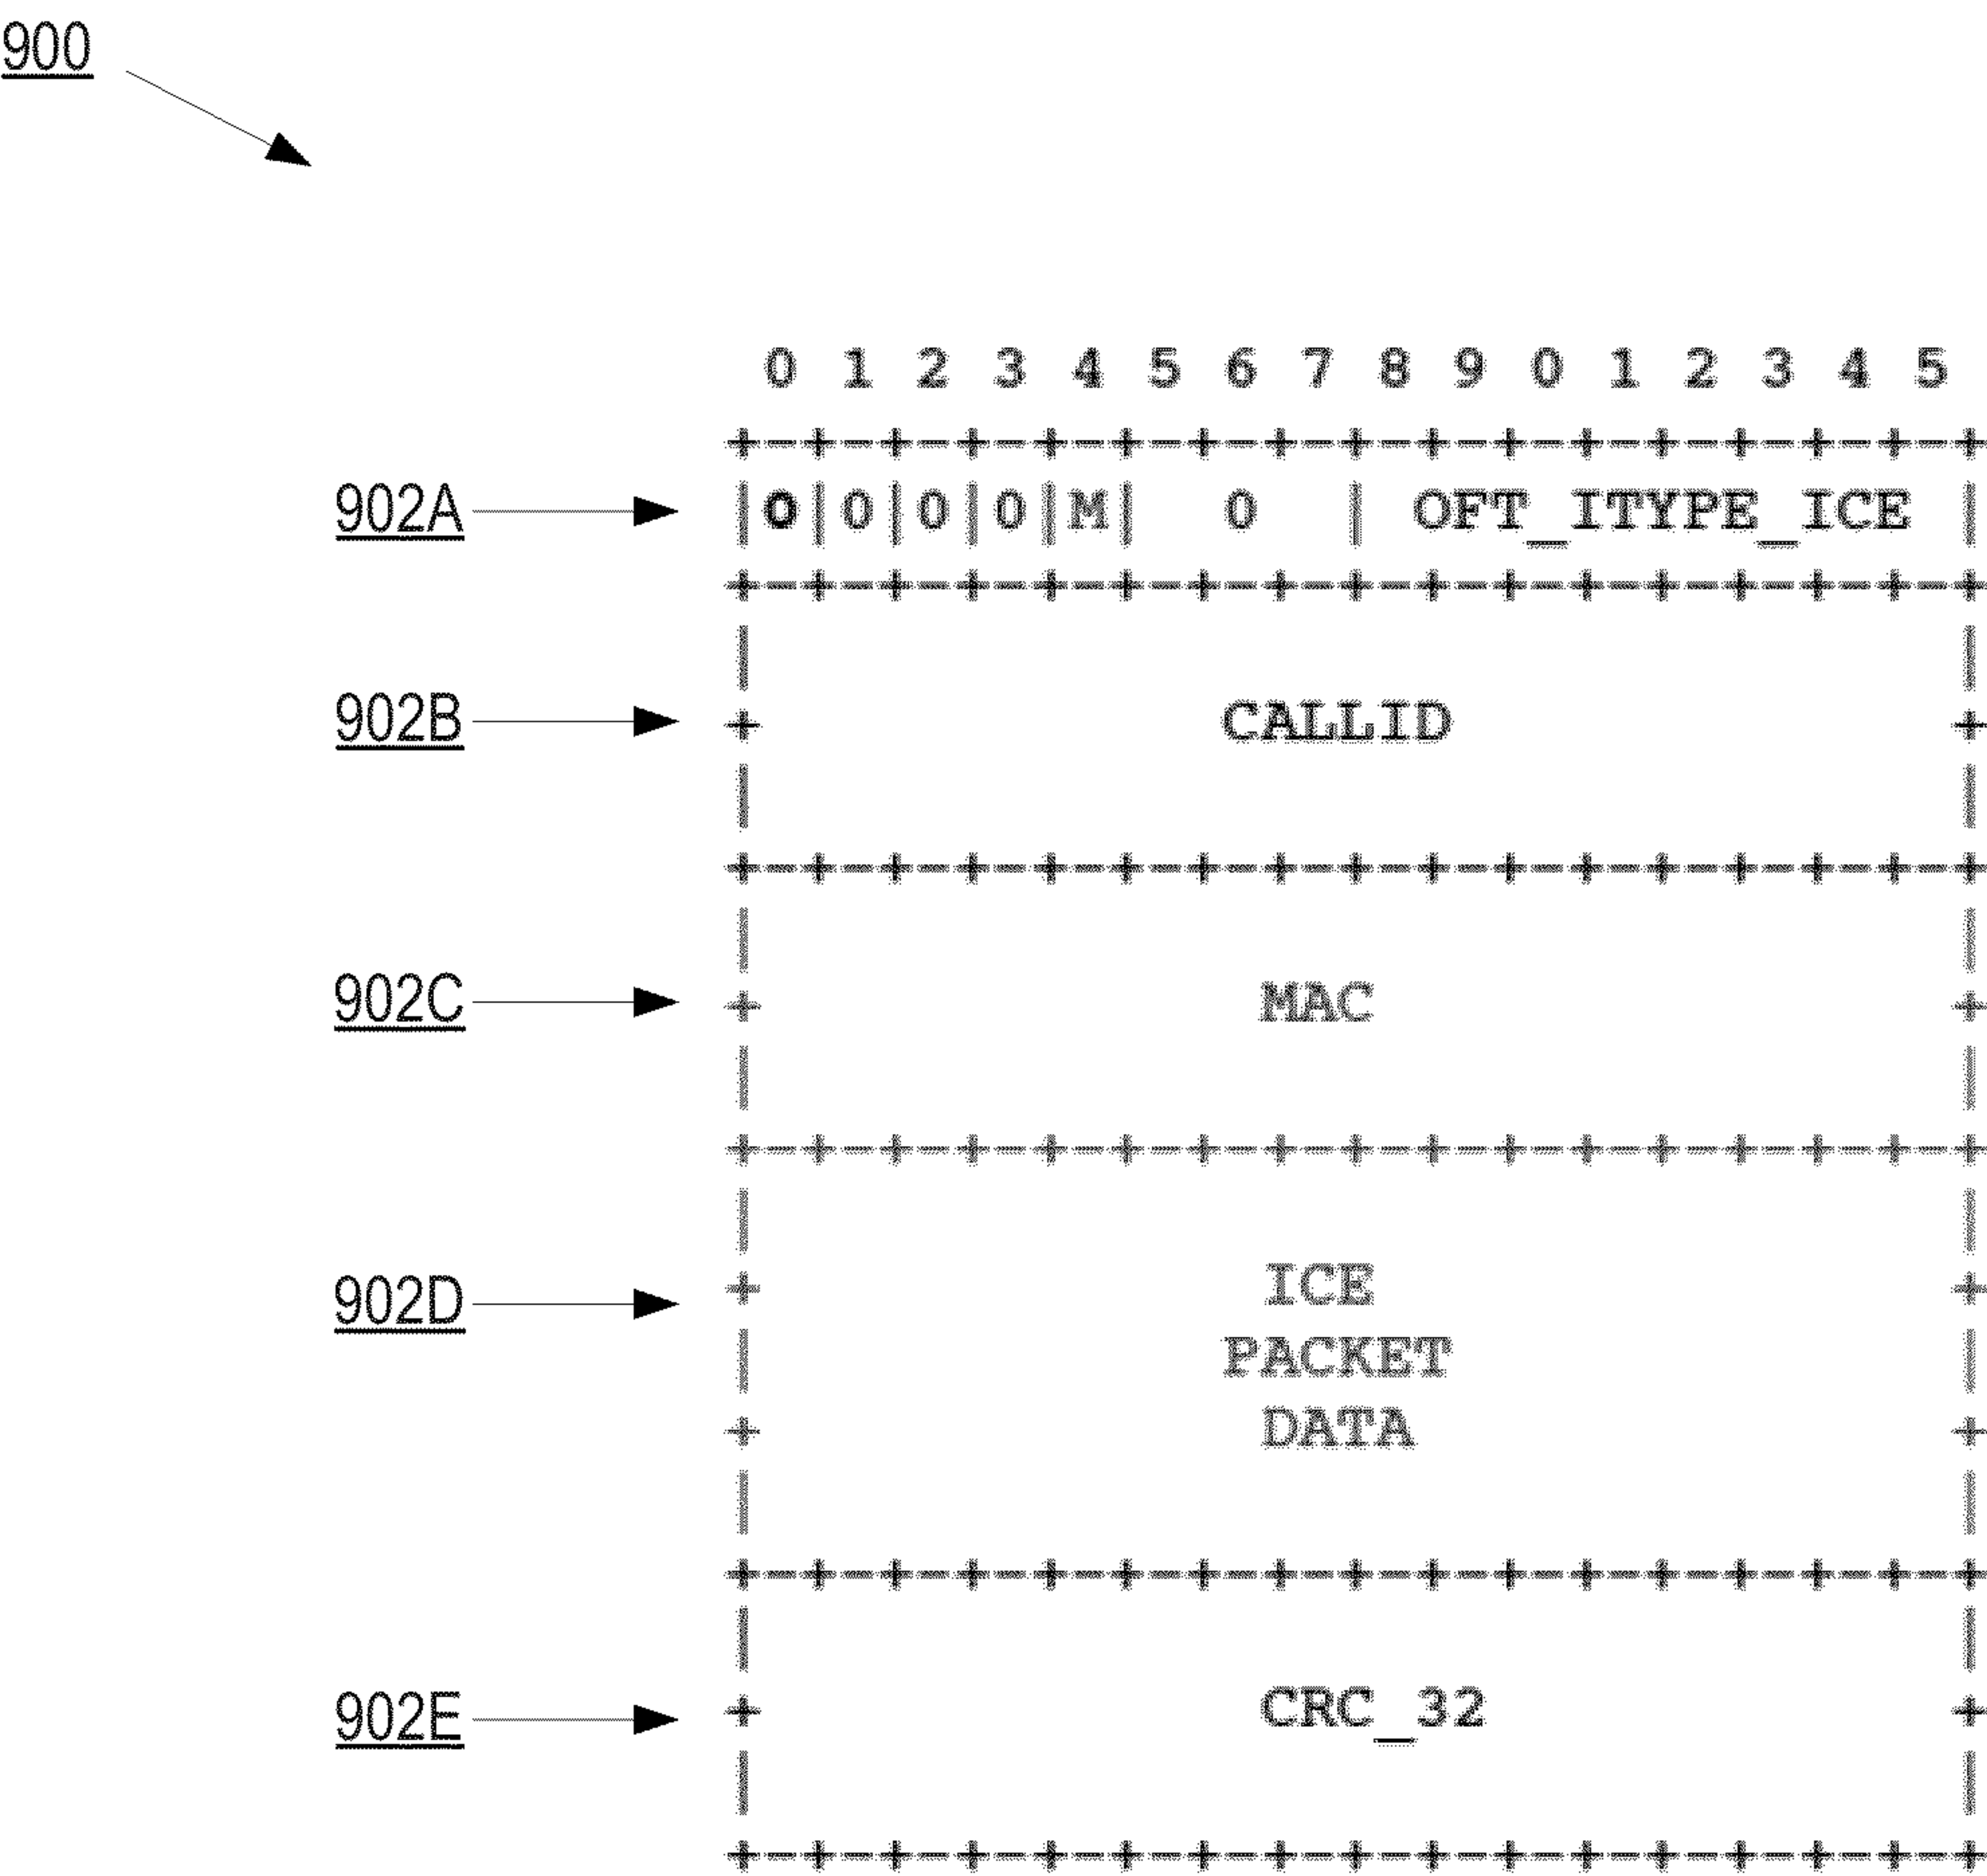 900
0 1 2 3 4 5 6 7 8 9 0 1 2 3 4 5
+-+-+-+-+-+-+-+-+-+-+-+-+-+-+-+-+
902A |0|0|0|0|M| 0 | OFT_ITYPE_ICE |
+-+-+-+-+-+-+-+-+-+-+-+-+-+-+-+-+
| |
902B + CALLID +
| |
+-+-+-+-+-+-+-+-+-+-+-+-+-+-+-+-+
| |
902C + MAC +
| |
+-+-+-+-+-+-+-+-+-+-+-+-+-+-+-+-+
| |
902D + ICE +
| PACKET |
+ DATA +
| |
+-+-+-+-+-+-+-+-+-+-+-+-+-+-+-+-+
| |
902E + CRC_32 +
| |
+-+-+-+-+-+-+-+-+-+-+-+-+-+-+-+-+